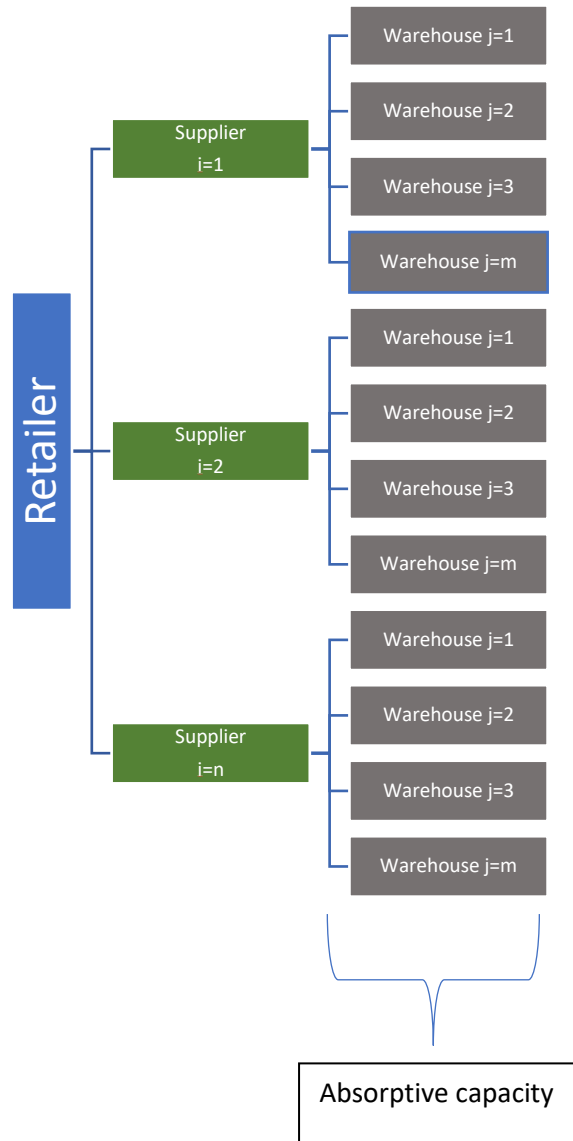 Retailer
Supplier
i=1
Warehouse j=1
Warehouse j=2
Warehouse j=3
Warehouse j=m
Supplier
i=2
Warehouse j=1
Warehouse j=2
Warehouse j=3
Warehouse j=m
Supplier
i=n
Warehouse j=1
Warehouse j=2
Warehouse j=3
Warehouse j=m
Absorptive capacity